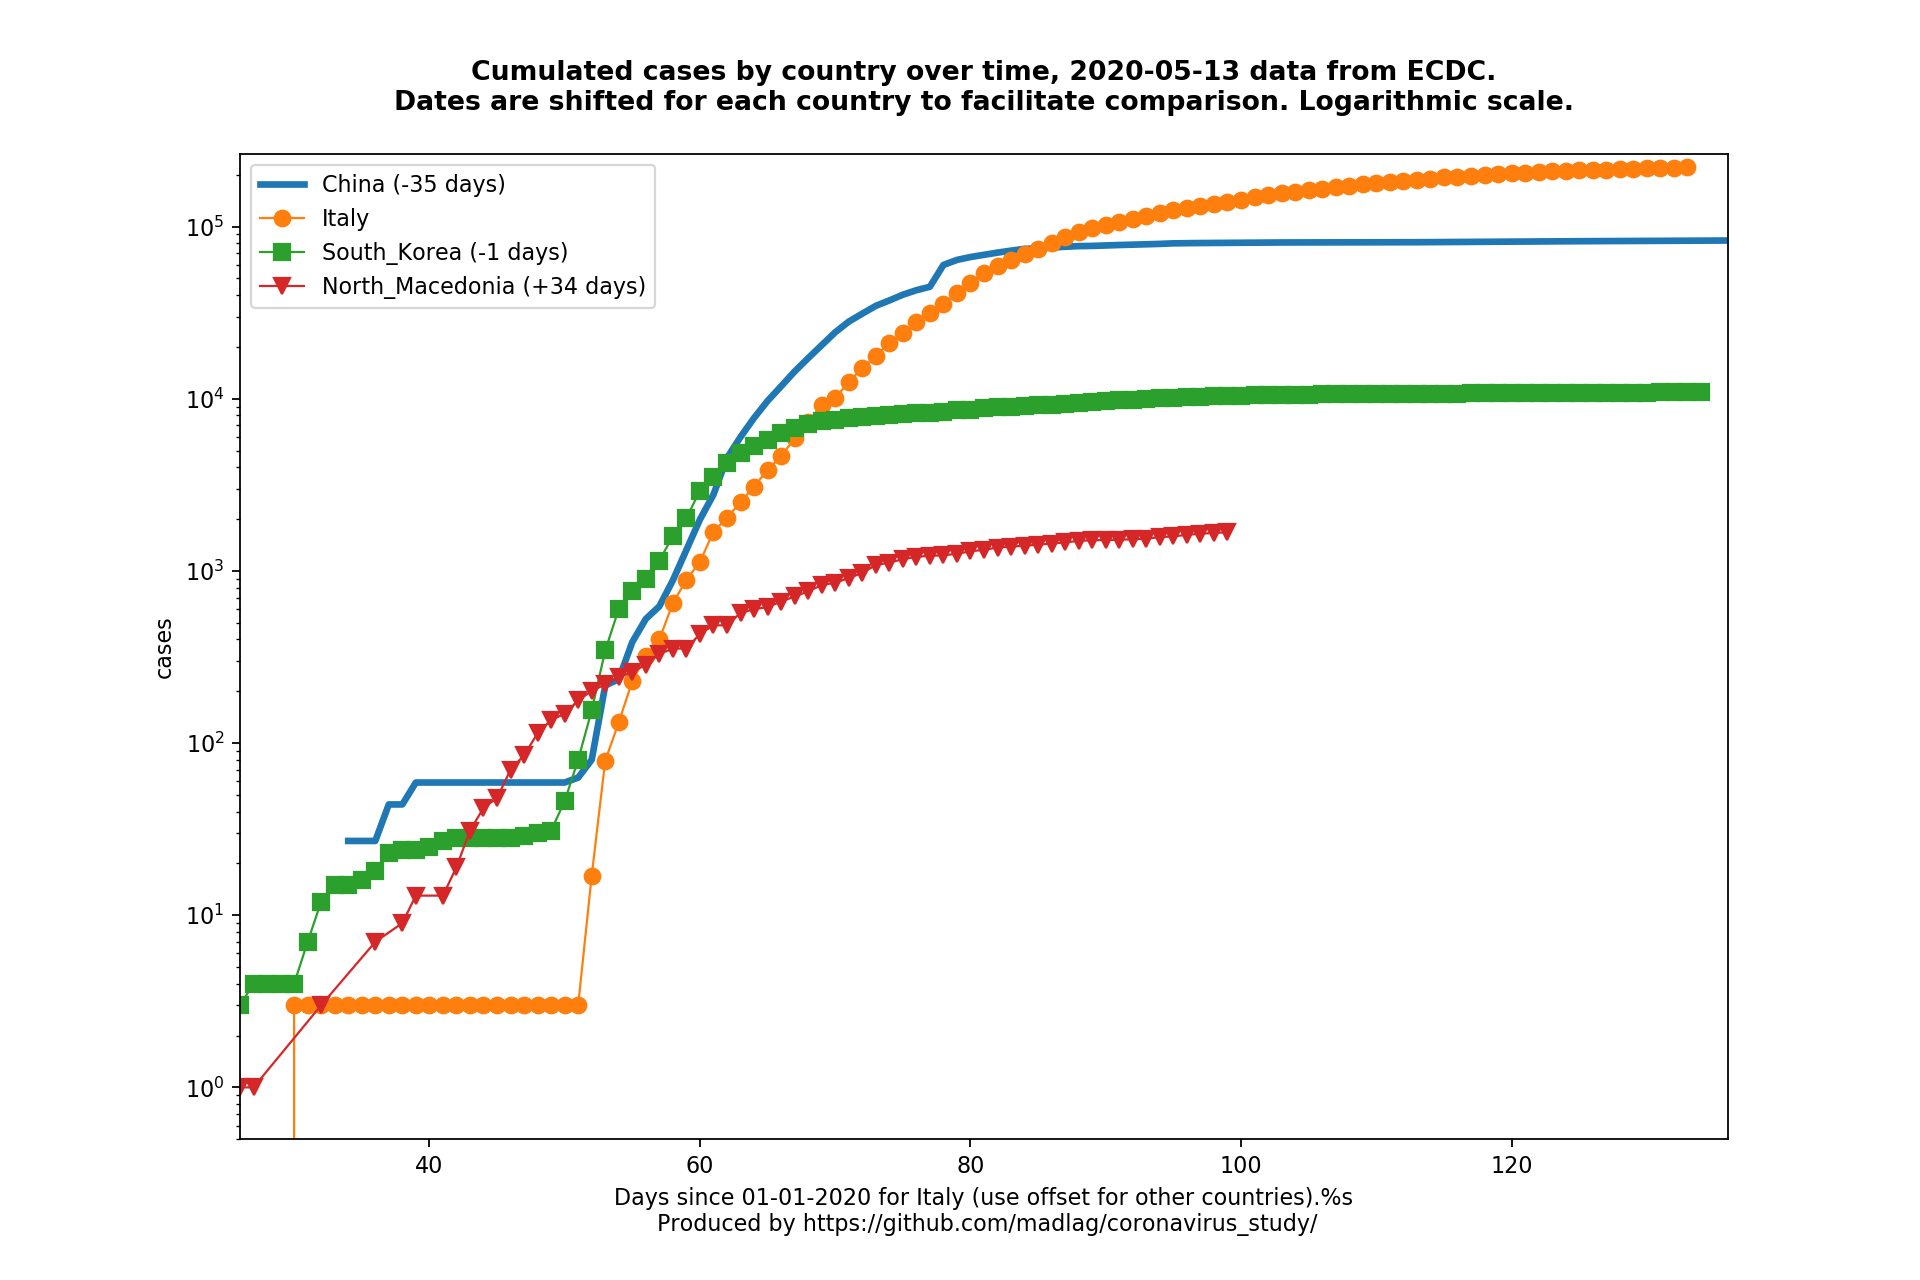 Cumulated cases by country over time, 2020-05-13 data from ECDC.
Dates are shifted for each country to facilitate comparison. Logarithmic scale.
China (-35 days)
Italy
South_Korea (-1 days)
North_Macedonia (+34 days)
10^5
10^4
10^3
10^2
10^1
10^0
cases
40 60 80 100 120
Days since 01-01-2020 for Italy (use offset for other countries).%s
Produced by https://github.com/madlag/coronavirus_study/